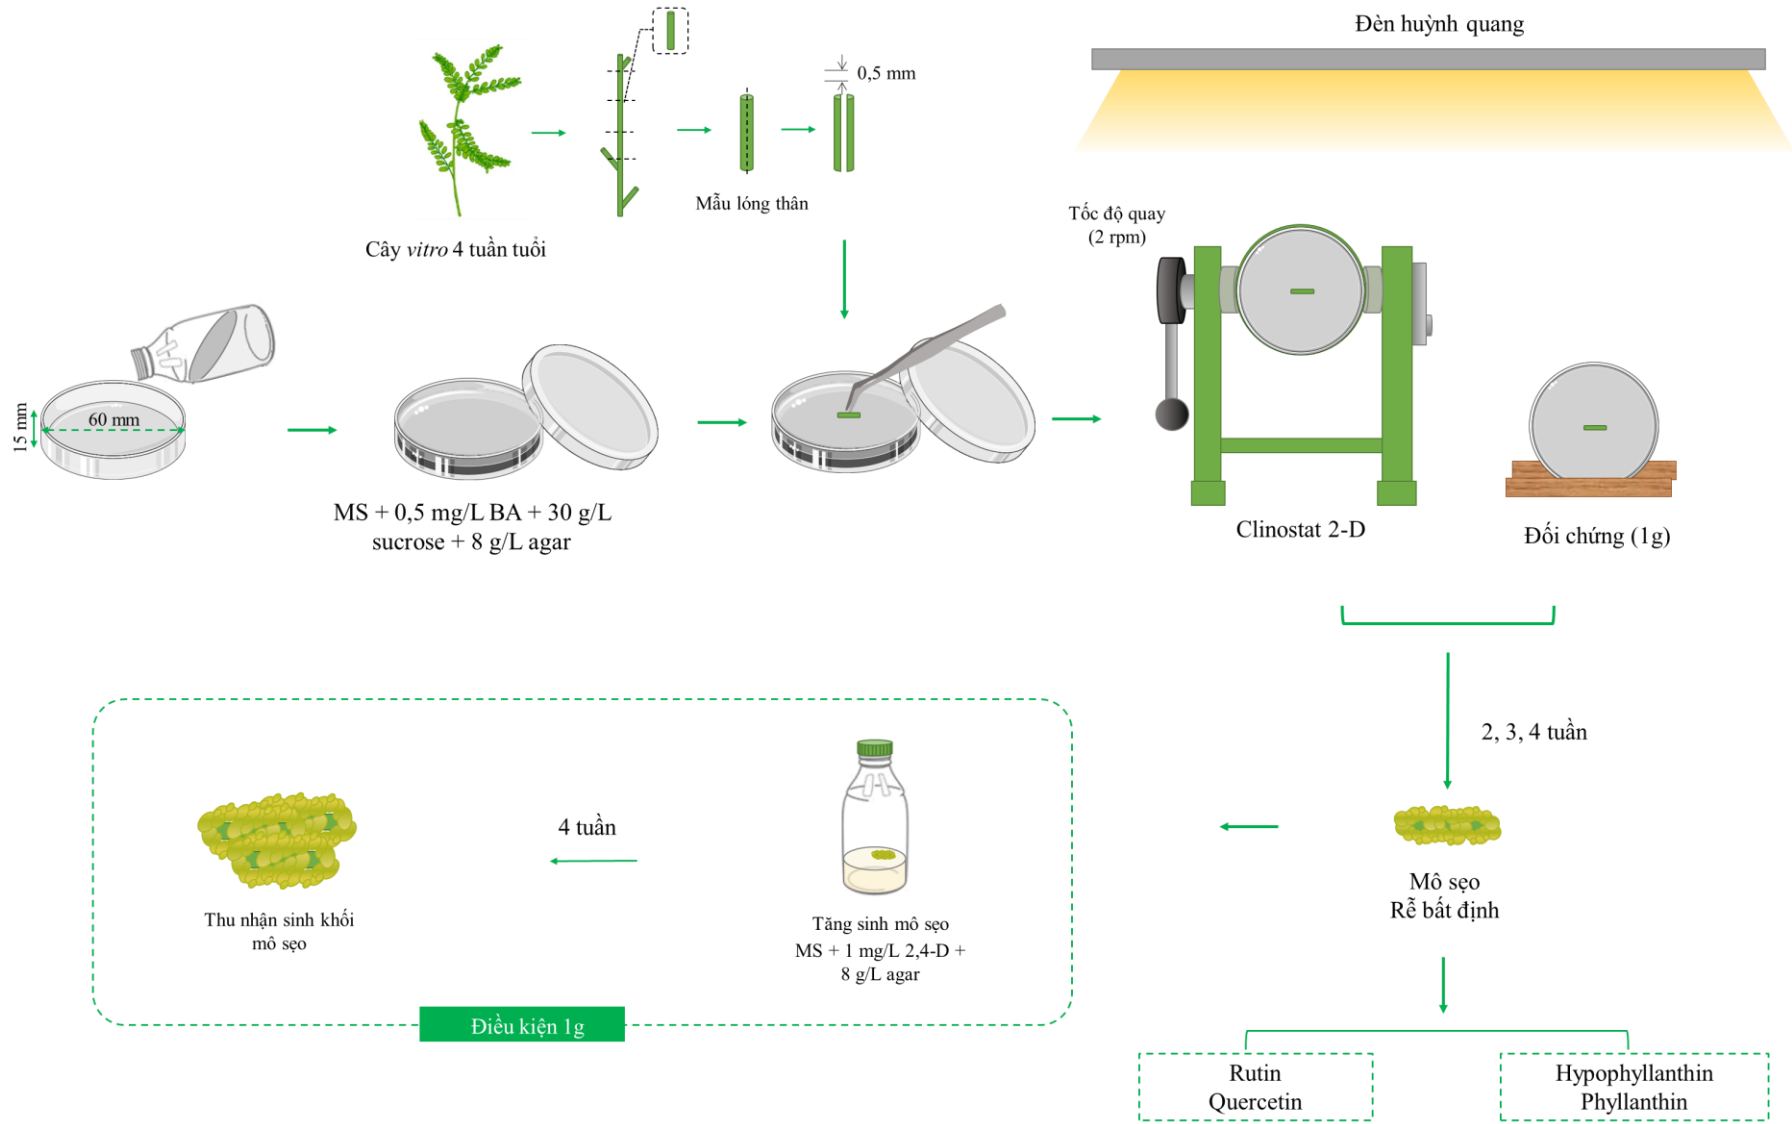 Đèn huỳnh quang
0,5 mm
Mẫu lóng thân
Cây vitro 4 tuần tuổi
Tốc độ quay
(2 rpm)
15 mm
60 mm
MS + 0,5 mg/L BA + 30 g/L
sucrose + 8 g/L agar
Clinostat 2-D
Đối chứng (1g)
2, 3, 4 tuần
Mô sẹo
Rễ bất định
4 tuần
Thu nhận sinh khối
mô sẹo
Tăng sinh mô sẹo
MS + 1 mg/L 2,4-D +
8 g/L agar
Điều kiện 1g
Rutin
Quercetin
Hypophyllanthin
Phyllanthin